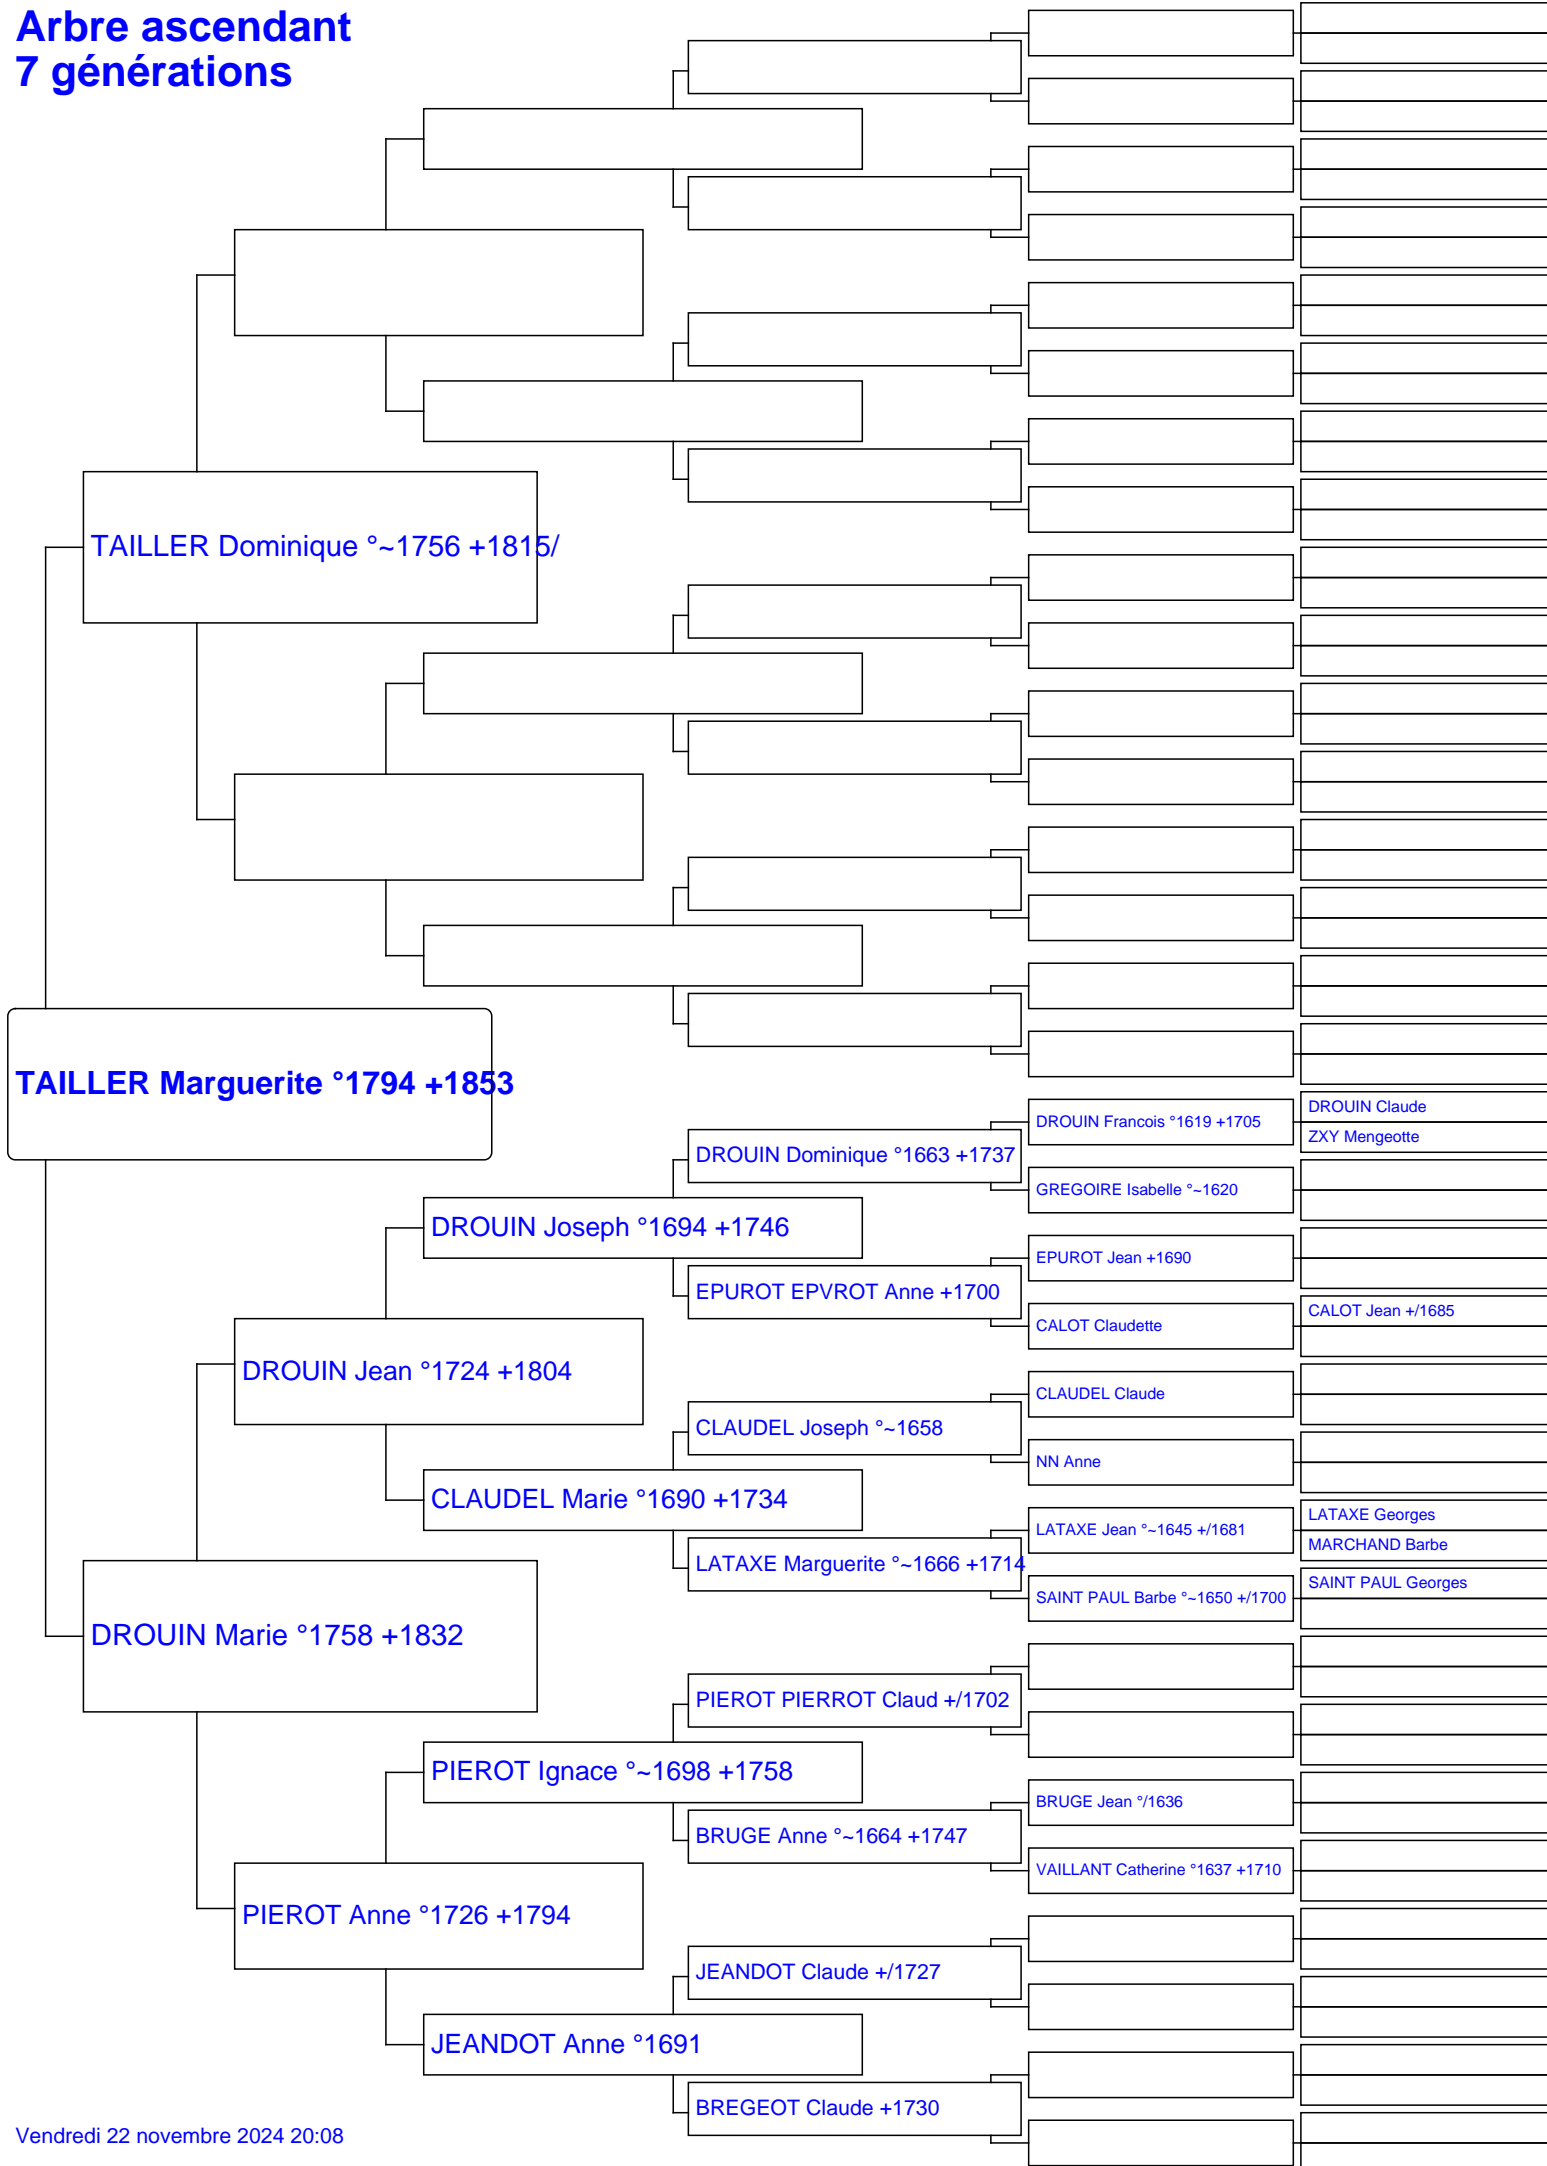 Arbre ascendant
7 générations
TAILLER Dominique °~1756 +1815/
TAILLER Marguerite °1794 +1853
DROUIN Claude
DROUIN Francois °1619 +1705
ZXY Mengeotte
DROUIN Dominique °1663 +1737
GREGOIRE Isabelle °~1620
DROUIN Joseph °1694 +1746
EPUROT Jean +1690
EPUROT EPVROT Anne +1700
CALOT Jean +/1685
CALOT Claudette
DROUIN Jean °1724 +1804
CLAUDEL Claude
CLAUDEL Joseph °~1658
NN Anne
CLAUDEL Marie °1690 +1734
LATAXE Georges
LATAXE Jean °~1645 +/1681
MARCHAND Barbe
LATAXE Marguerite °~1666 +1714
SAINT PAUL Georges
SAINT PAUL Barbe °~1650 +/1700
DROUIN Marie °1758 +1832
PIEROT PIERROT Claud +/1702
PIEROT Ignace °~1698 +1758
BRUGE Jean °/1636
BRUGE Anne °~1664 +1747
VAILLANT Catherine °1637 +1710
PIEROT Anne °1726 +1794
JEANDOT Claude +/1727
JEANDOT Anne °1691
BREGEOT Claude +1730
Vendredi 22 novembre 2024 20:08